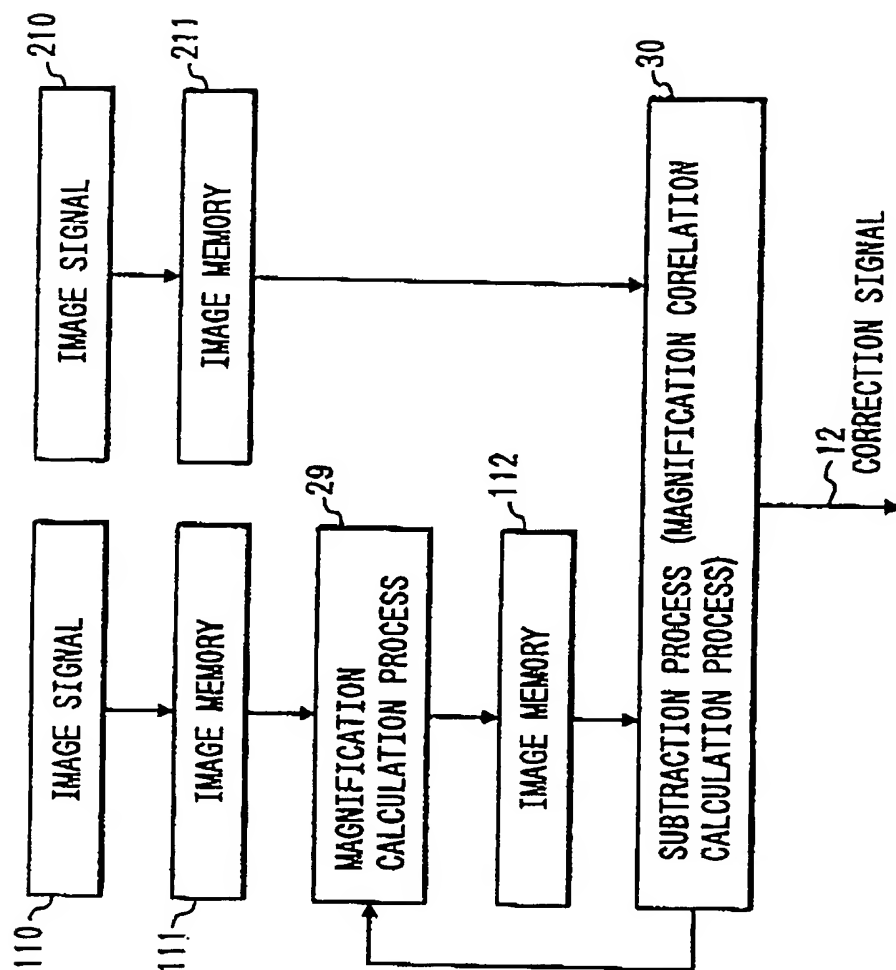 110
IMAGE SIGNAL
210
IMAGE SIGNAL
111
IMAGE MEMORY
211
IMAGE MEMORY
29
MAGNIFICATION
CALCULATION PROCESS
112
IMAGE MEMORY
30
SUBTRACTION PROCESS (MAGNIFICATION CORELATION
CALCULATION PROCESS)
12
CORRECTION SIGNAL